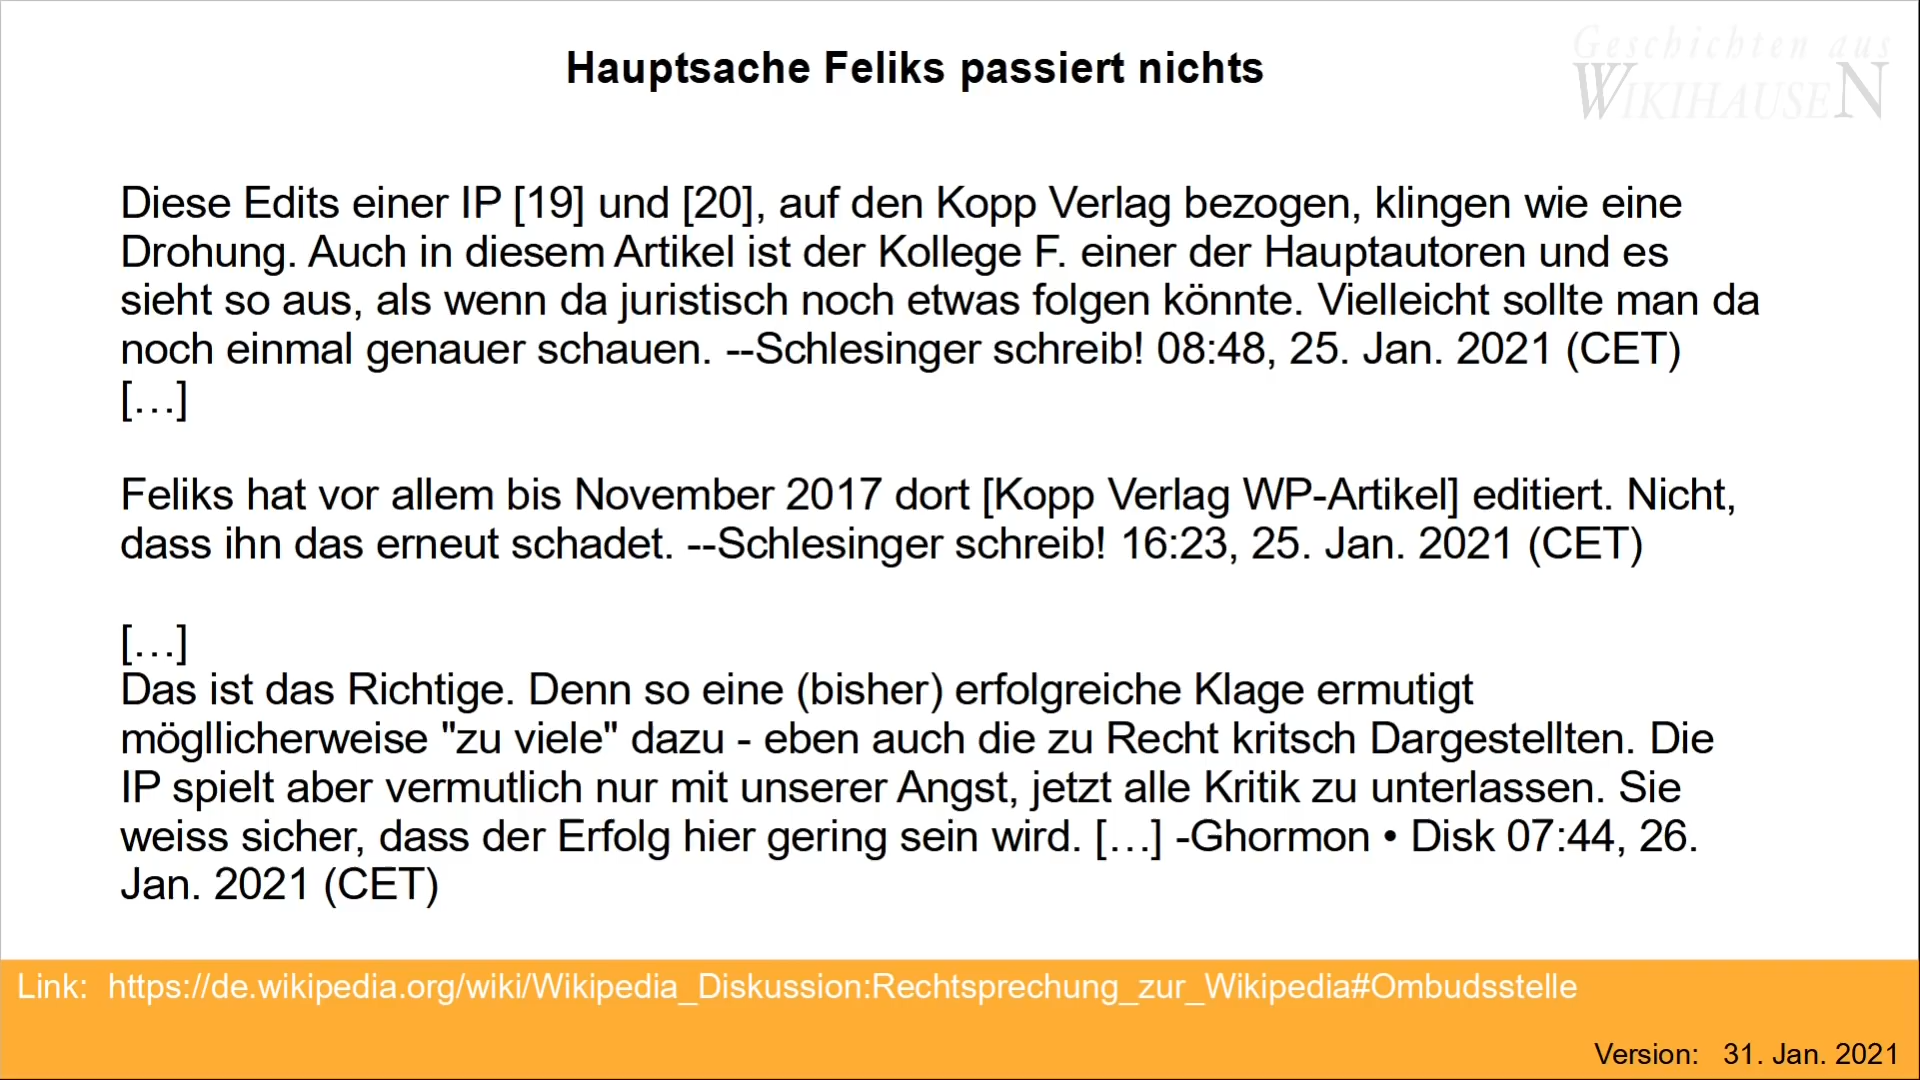 Geschichten aus
WIKIHAUSEN
Hauptsache Feliks passiert nichts
Diese Edits einer IP [19] und [20], auf den Kopp Verlag bezogen, klingen wie eine
Drohung. Auch in diesem Artikel ist der Kollege F. einer der Hauptautoren und es
sieht so aus, als wenn da juristisch noch etwas folgen könnte. Vielleicht sollte man da
noch einmal genauer schauen. --Schlesinger schreib! 08:48, 25. Jan. 2021 (CET)
[…]
Feliks hat vor allem bis November 2017 dort [Kopp Verlag WP-Artikel] editiert. Nicht,
dass ihn das erneut schadet. --Schlesinger schreib! 16:23, 25. Jan. 2021 (CET)
[…]
Das ist das Richtige. Denn so eine (bisher) erfolgreiche Klage ermutigt
mögllicherweise "zu viele" dazu - eben auch die zu Recht kritsch Dargestellten. Die
IP spielt aber vermutlich nur mit unserer Angst, jetzt alle Kritik zu unterlassen. Sie
weiss sicher, dass der Erfolg hier gering sein wird. […] -Ghormon • Disk 07:44, 26.
Jan. 2021 (CET)
Link: https://de.wikipedia.org/wiki/Wikipedia_Diskussion:Rechtsprechung_zur_Wikipedia#Ombudsstelle
Version: 31. Jan. 2021